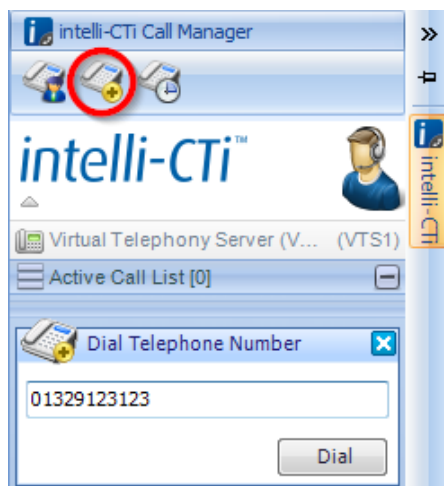 intelli-CTi Call Manager
intelli-CTi™
Virtual Telephony Server (V... (VTS1)
Active Call List [0]
Dial Telephone Number
01329123123
Dial
intelli-CTi